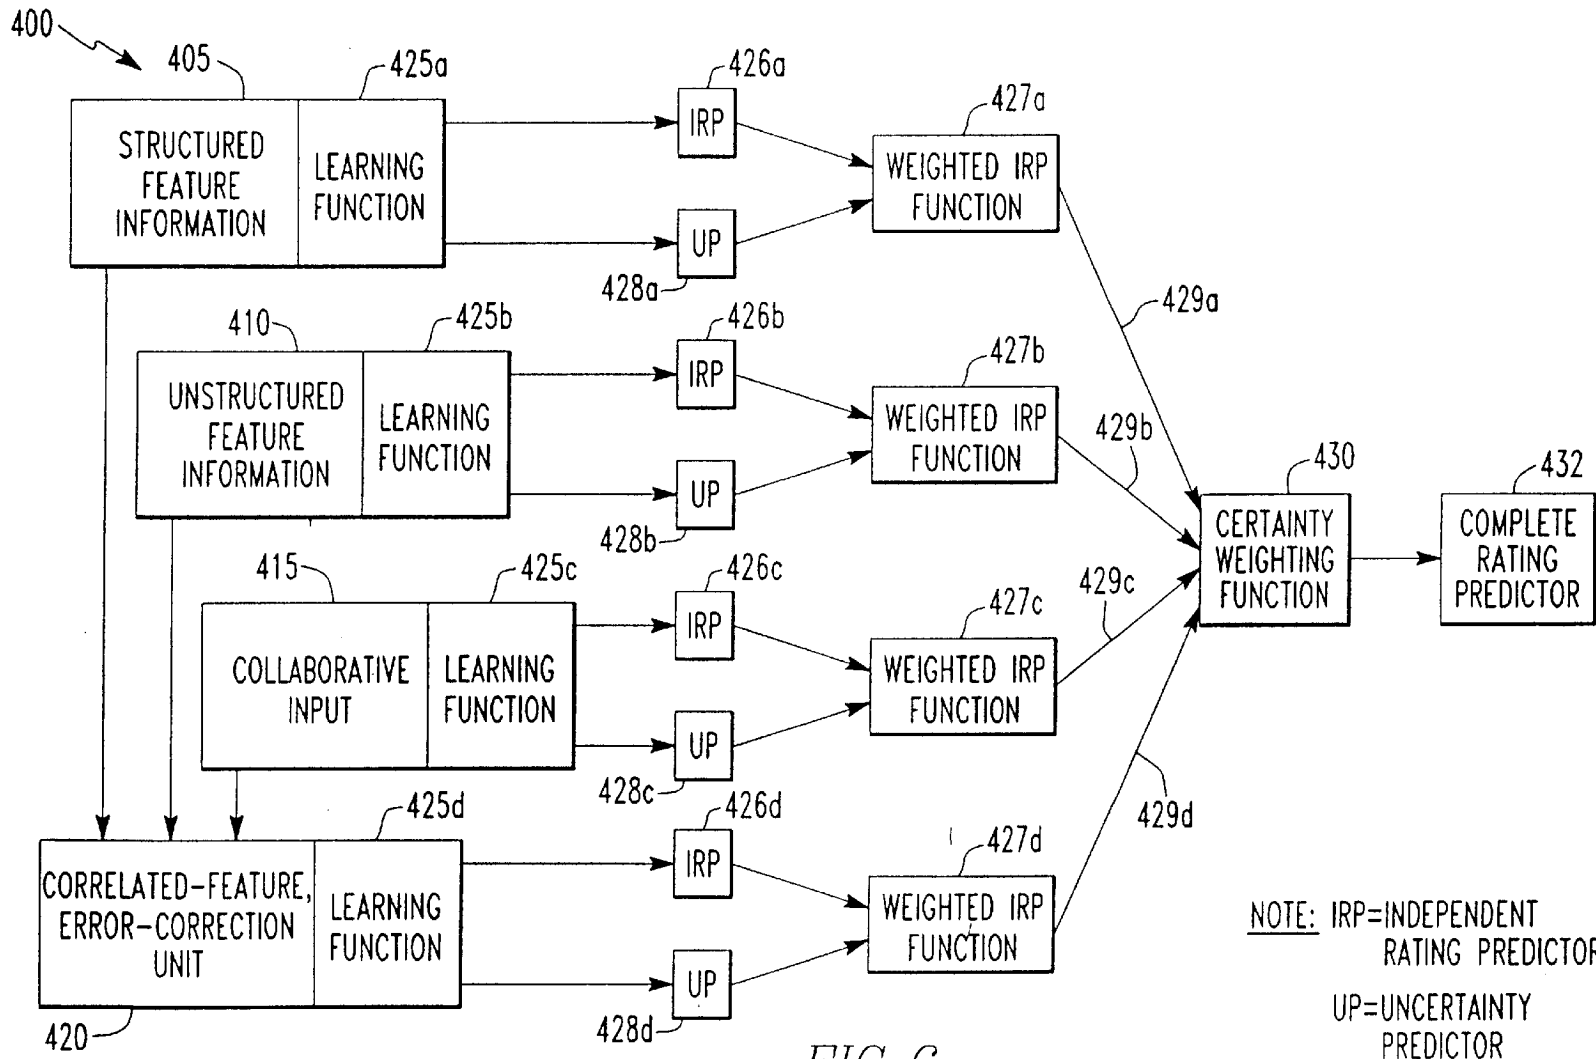 400
405
425a
STRUCTURED
FEATURE
INFORMATION
LEARNING
FUNCTION
426a
IRP
UP
428a
427a
WEIGHTED IRP
FUNCTION
429a
410
425b
UNSTRUCTURED
FEATURE
INFORMATION
LEARNING
FUNCTION
426b
IRP
UP
428b
427b
WEIGHTED IRP
FUNCTION
429b
415
425c
COLLABORATIVE
INPUT
LEARNING
FUNCTION
426c
IRP
UP
428c
427c
WEIGHTED IRP
FUNCTION
429c
425d
CORRELATED-FEATURE,
ERROR-CORRECTION
UNIT
LEARNING
FUNCTION
420
426d
IRP
UP
428d
427d
WEIGHTED IRP
FUNCTION
429d
430
CERTAINTY
WEIGHTING
FUNCTION
432
COMPLETE
RATING
PREDICTOR
NOTE: IRP=INDEPENDENT
RATING PREDICTOR
UP=UNCERTAINTY
PREDICTOR
FIG. 6